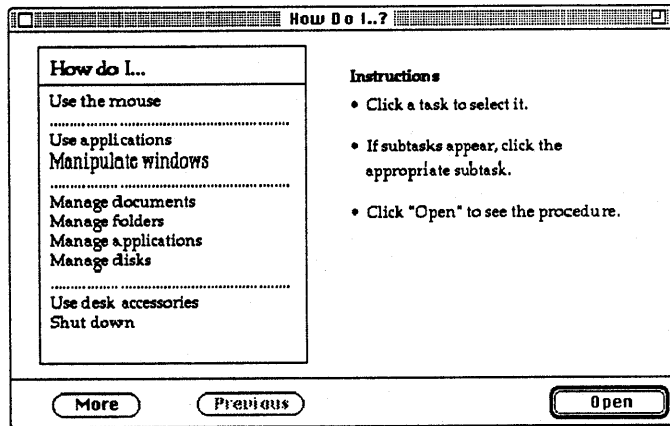 How Do I..?
How do I...
Use the mouse
Use applications
Manipulate windows
Manage documents
Manage folders
Manage applications
Manage disks
Use desk accessories
Shut down
Instructions
• Click a task to select it.
• If subtasks appear, click the
appropriate subtask.
• Click "Open" to see the procedure.
More
Previous
Open